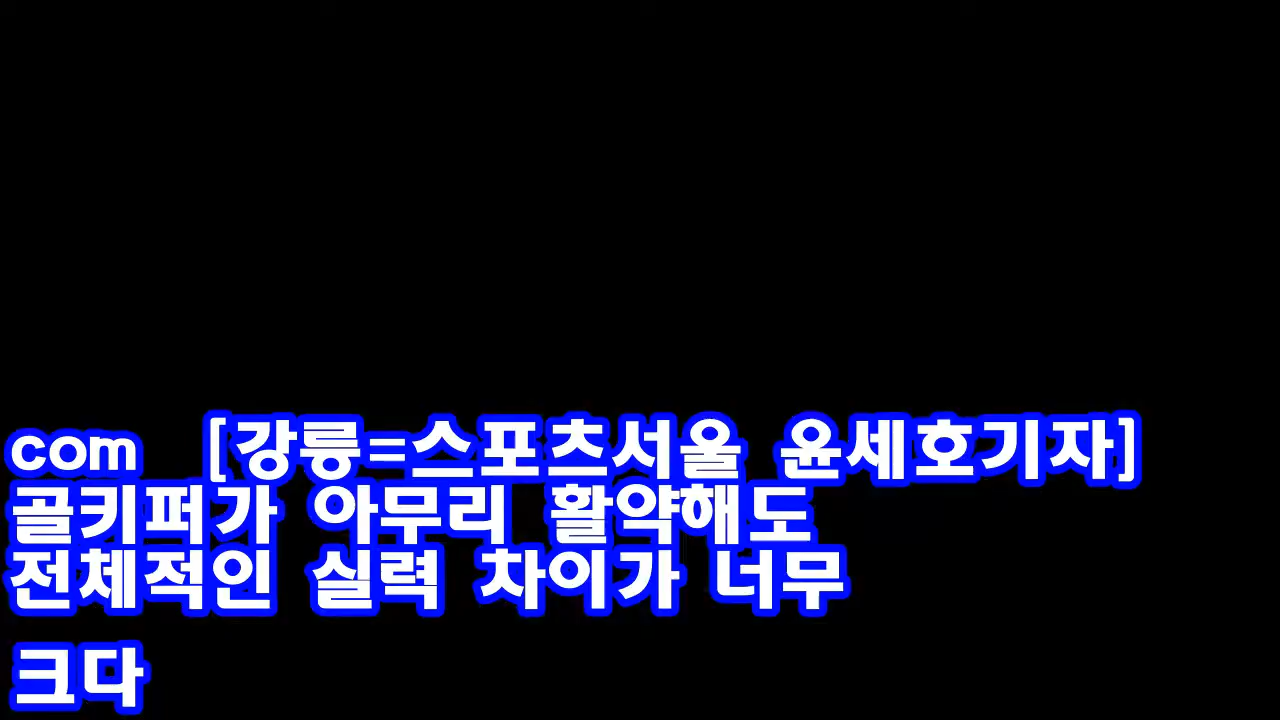 com [강릉=스포츠서울 윤세호기자]
골키퍼가 아무리 활약해도
전체적인 실력 차이가 너무
크다